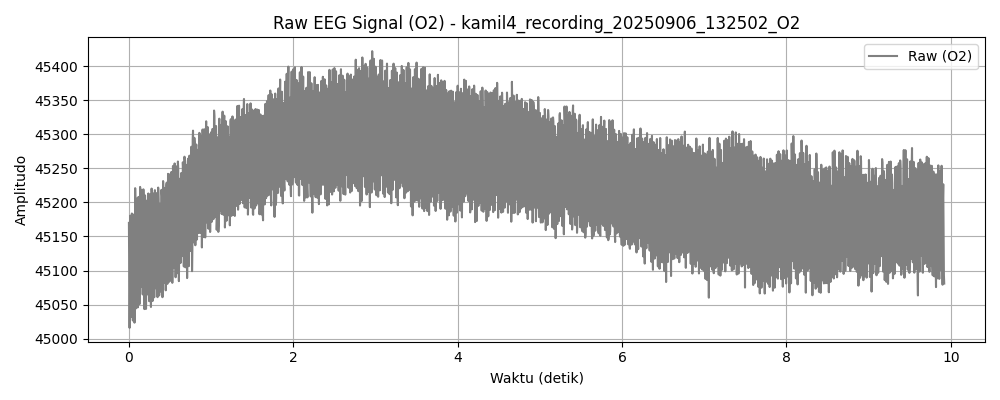 Raw EEG Signal (O2) - kamil4_recording_20250906_132502_O2
Raw (O2)
Amplitudo
45400
45350
45300
45250
45200
45150
45100
45050
45000
0 2 4 6 8 10
Waktu (detik)